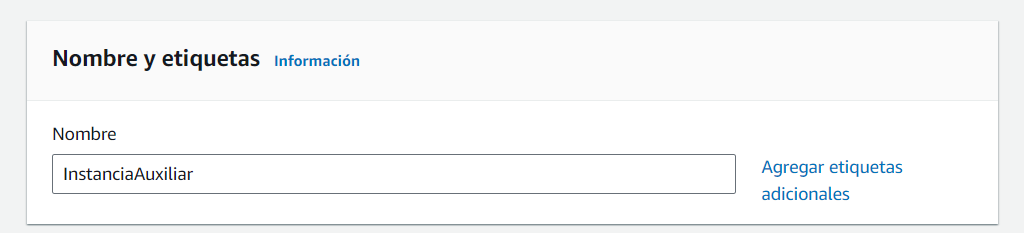 Nombre y etiquetas Información
Nombre
InstanciaAuxiliar
Agregar etiquetas
adicionales